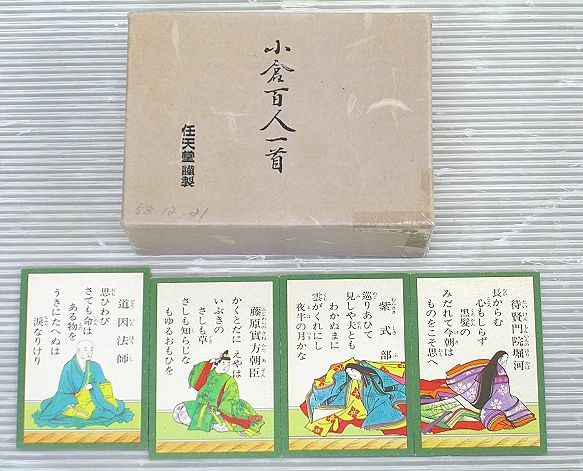 小倉百人一首
任天堂謹製
58.12.21
待賢門院堀河
長からむ
心もしらず
黒髪の
みだれて今朝は
ものをこそ思へ
紫式部
巡りあひて
見しや夫とも
わかぬまに
雲がくれにし
夜半の月かな
藤原實方朝臣
かくとだに えやは
いぶきの
さしも草
さしも知らじな
もゆるおもひを
道因法師
思ひわび
さても命は
ある物を
うきにたへぬは
涙なりけり